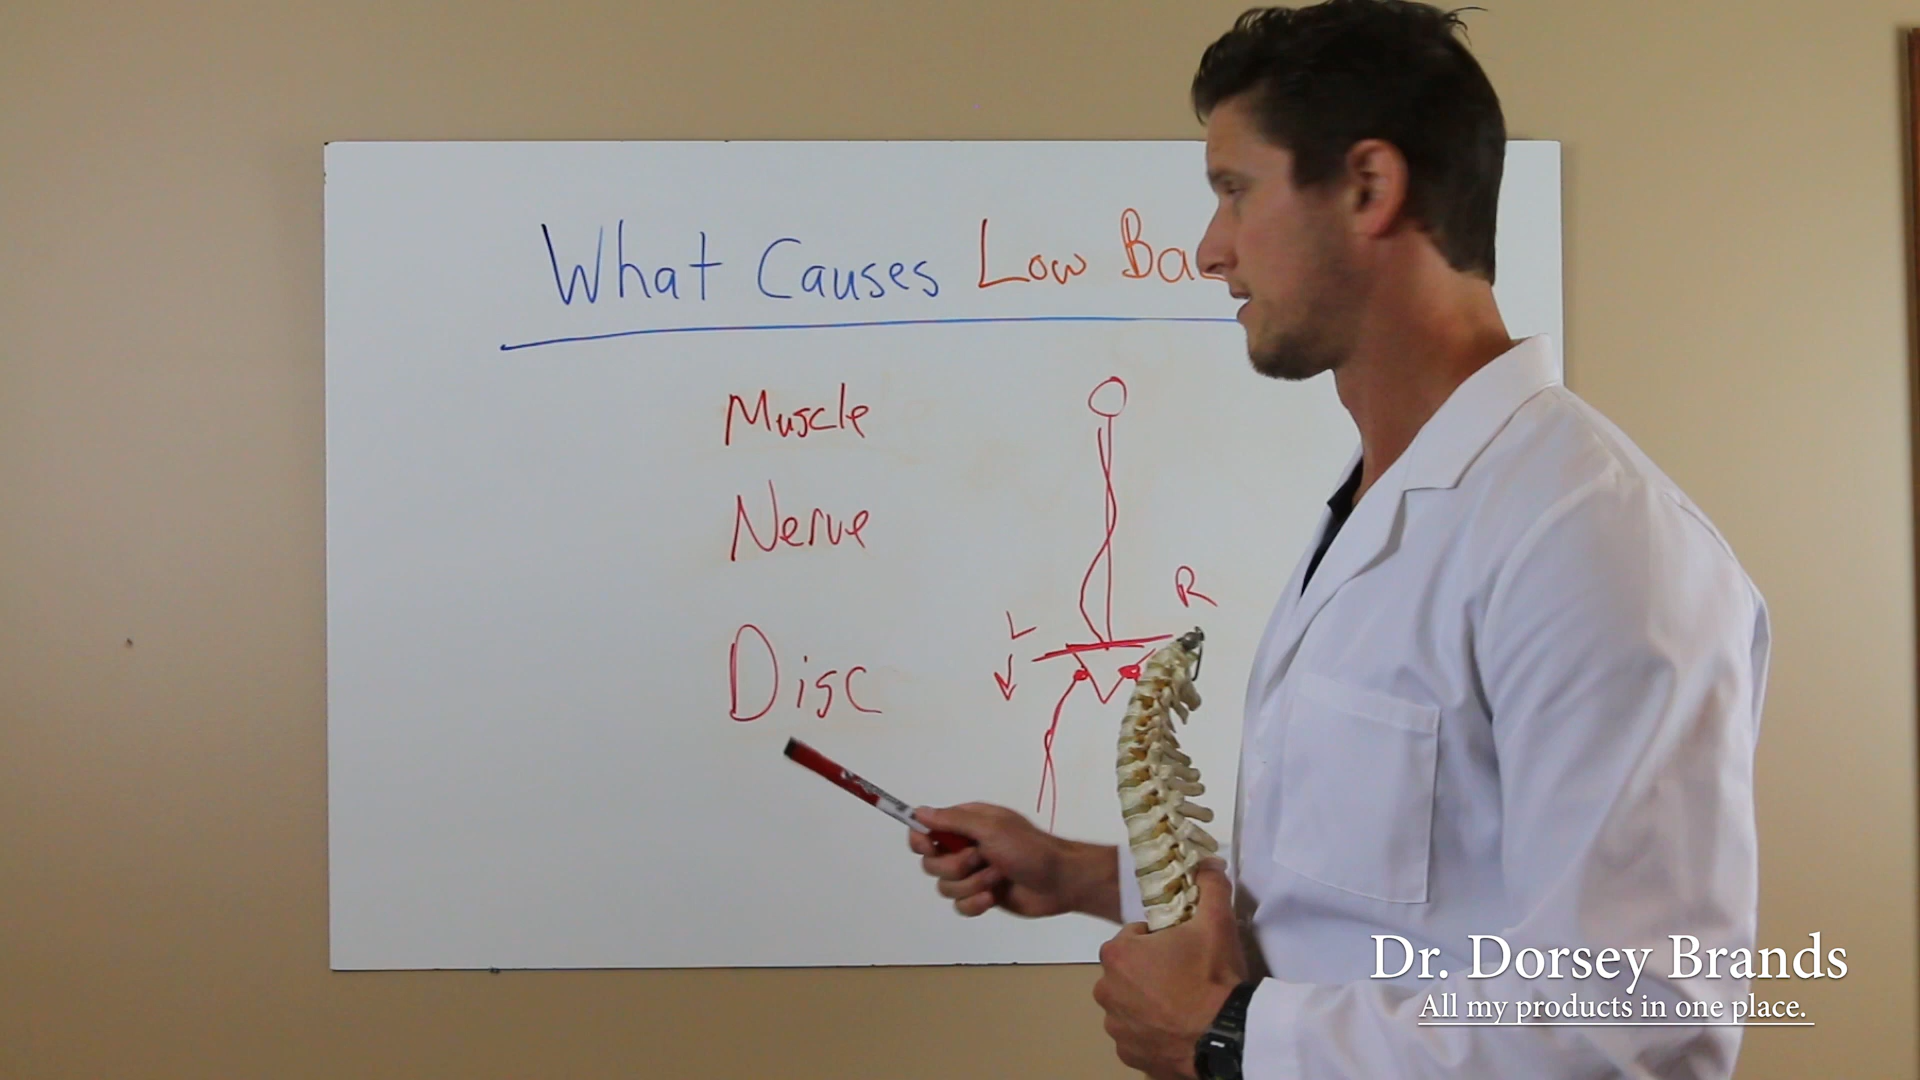 What Causes Low Ba
Muscle
Nerve
Disc
L
R
Dr. Dorsey Brands
All my products in one place.